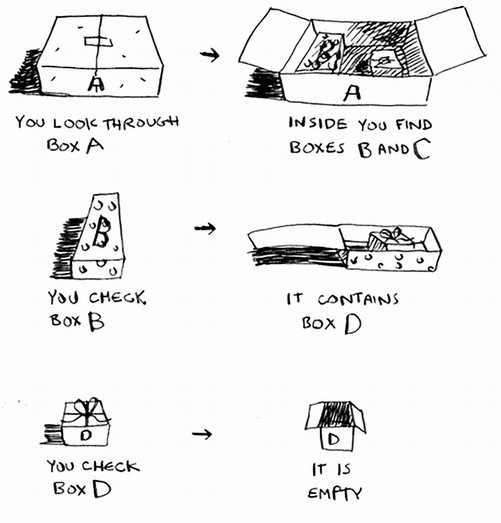 A
YOU LOOK THROUGH
BOX A
B
A
INSIDE YOU FIND
BOXES B AND C
B
YOU CHECK
BOX B
IT CONTAINS
BOX D
D
YOU CHECK
BOX D
D
IT IS
EMPTY